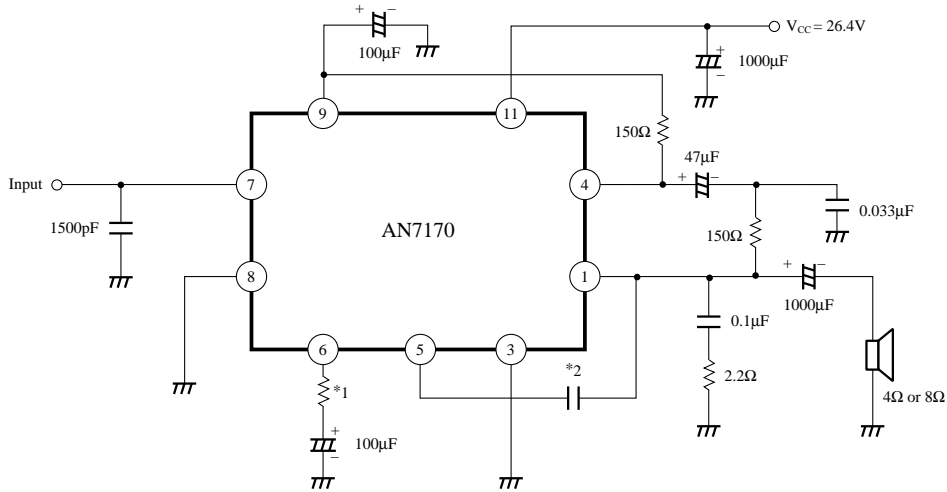 + −
100μF
V_CC = 26.4V
+
−
1000μF
9
11
150Ω
47μF
+ −
Input
7
4
1500pF
AN7170
150Ω
0.033μF
8
1
+ −
1000μF
0.1μF
6
5
3
*1
*2
2.2Ω
4Ω or 8Ω
+
−
100μF